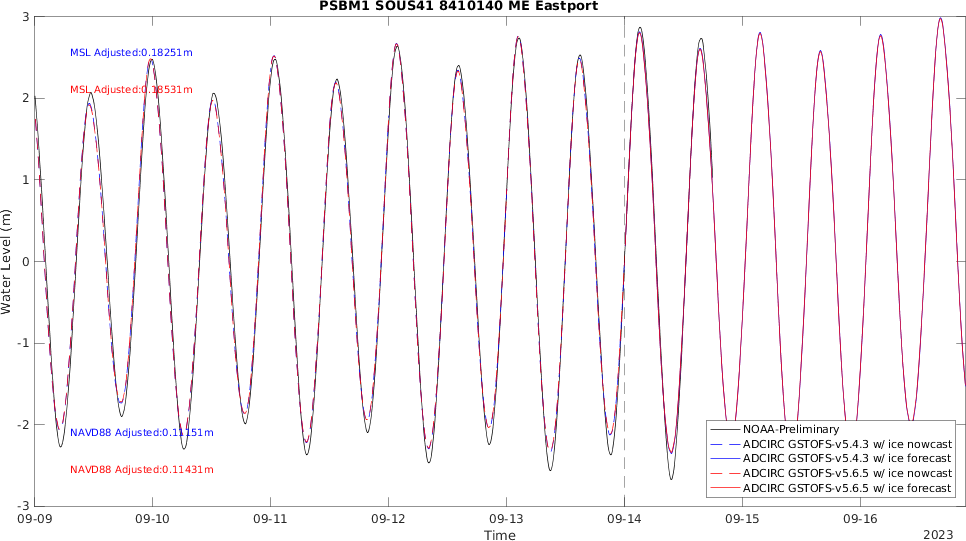 PSBM1 SOUS41 8410140 ME Eastport
3
2
1
0
-1
-2
-3
Water Level (m)
MSL Adjusted:0.18251m
MSL Adjusted:0.18531m
NAVD88 Adjusted:0.11151m
NAVD88 Adjusted:0.11431m
NOAA-Preliminary
ADCIRC GSTOFS-v5.4.3 w/ ice nowcast
ADCIRC GSTOFS-v5.4.3 w/ ice forecast
ADCIRC GSTOFS-v5.6.5 w/ ice nowcast
ADCIRC GSTOFS-v5.6.5 w/ ice forecast
09-09 09-10 09-11 09-12 09-13 09-14 09-15 09-16
Time
2023